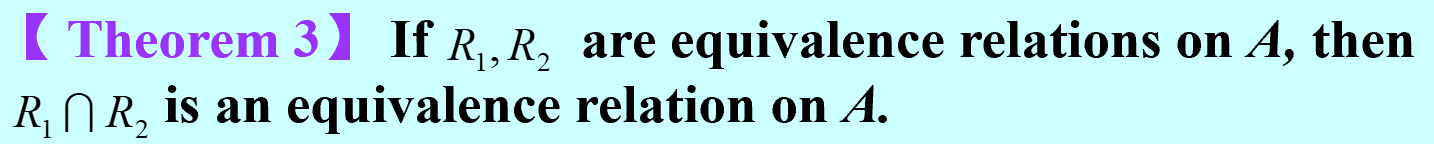 【 Theorem 3】 If R₁, R₂ are equivalence relations on A, then
R₁ ⋂ R₂ is an equivalence relation on A.